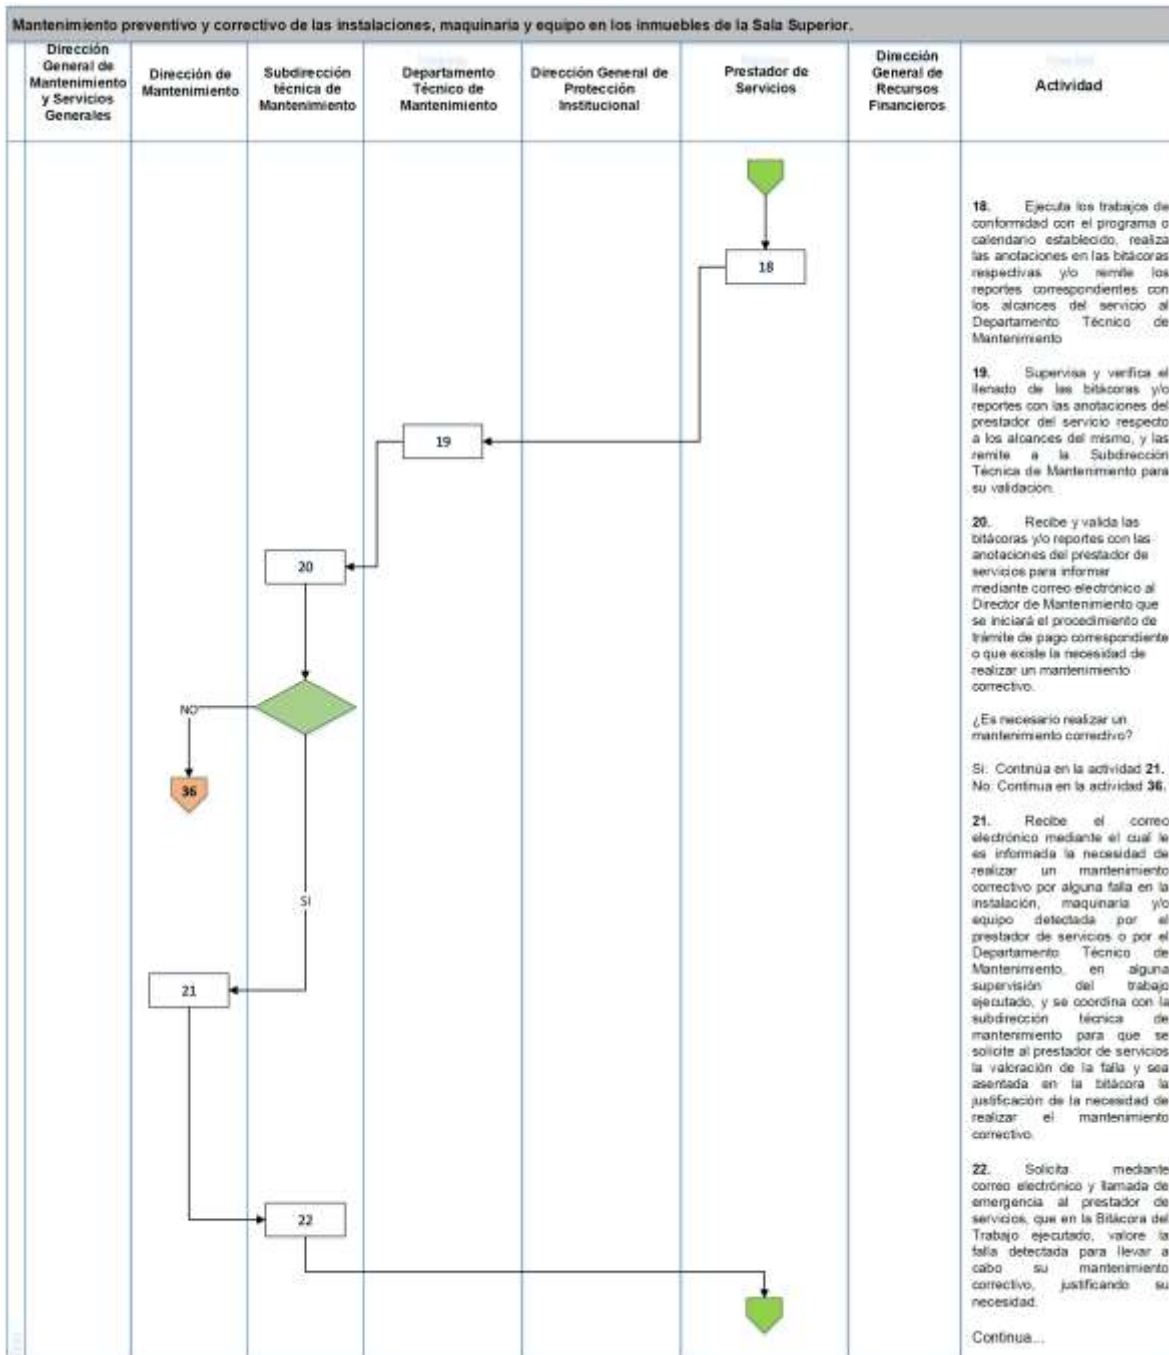 Mantenimiento preventivo y correctivo de las instalaciones, maquinaria y equipo en los inmuebles de la Sala Superior.
Dirección
General de
Mantenimiento
y Servicios
Generales
Dirección de
Mantenimiento
Subdirección
técnica de
Mantenimiento
Departamento
Técnico de
Mantenimiento
Dirección General de
Protección
Institucional
Prestador de
Servicios
Dirección
General de
Recursos
Financieros
Actividad
18
19
20
NO
36
SI
21
22
18. Ejecuta los trabajos de
conformidad con el programa o
calendario establecido, realiza
las anotaciones en las bitácoras
respectivas y/o remite los
reportes correspondientes con
los alcances del servicio al
Departamento Técnico de
Mantenimiento
19. Supervisa y verifica el
llenado de las bitácoras y/o
reportes con las anotaciones del
prestador del servicio respecto
a los alcances del mismo, y las
remite a la Subdirección
Técnica de Mantenimiento para
su validación.
20. Recibe y valida las
bitácoras y/o reportes con las
anotaciones del prestador de
servicios para informar
mediante correo electrónico al
Director de Mantenimiento que
se iniciará el procedimiento de
trámite de pago correspondiente
o que existe la necesidad de
realizar un mantenimiento
correctivo.
¿Es necesario realizar un
mantenimiento correctivo?
Si: Continúa en la actividad 21.
No: Continua en la actividad 36.
21. Recibe el correo
electrónico mediante el cual le
es informada la necesidad de
realizar un mantenimiento
correctivo por alguna falla en la
instalación, maquinaria y/o
equipo detectada por el
prestador de servicios o por el
Departamento Técnico de
Mantenimiento, en alguna
supervisión del trabajo
ejecutado, y se coordina con la
subdirección técnica de
mantenimiento para que se
solicite al prestador de servicios
la valoración de la falla y sea
asentada en la bitácora la
justificación de la necesidad de
realizar el mantenimiento
correctivo.
22. Solicita mediante
correo electrónico y llamada de
emergencia al prestador de
servicios, que en la Bitácora del
Trabajo ejecutado, valore la
falla detectada para llevar a
cabo su mantenimiento
correctivo, justificando su
necesidad.
Continua...